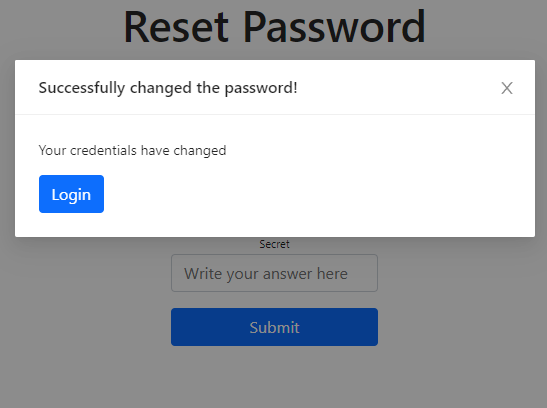 Reset Password
Successfully changed the password!
Your credentials have changed
Login
Secret
Write your answer here
Submit